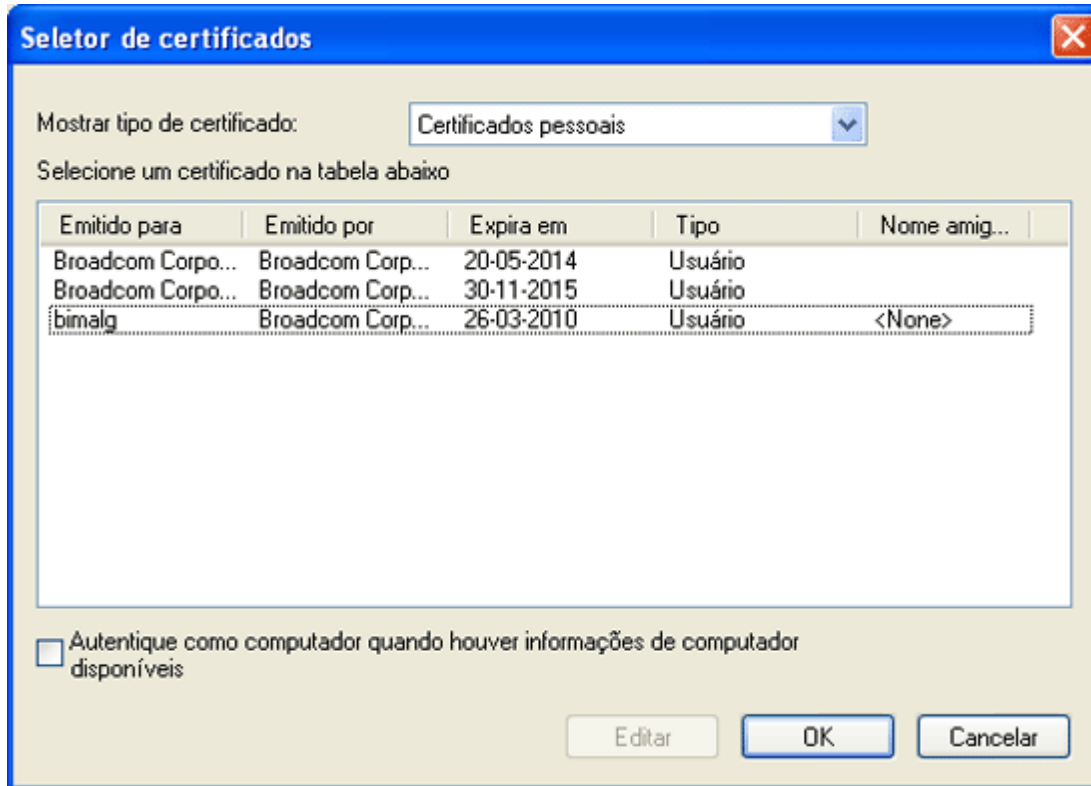 Seletor de certificados
Mostrar tipo de certificado: Certificados pessoais
Selecione um certificado na tabela abaixo
Emitido para Emitido por Expira em Tipo Nome amig...
Broadcom Corpo... Broadcom Corp... 20-05-2014 Usuário
Broadcom Corpo... Broadcom Corp... 30-11-2015 Usuário
bimalg Broadcom Corp... 26-03-2010 Usuário <None>
Autentique como computador quando houver informações de computador
disponíveis
Editar OK Cancelar